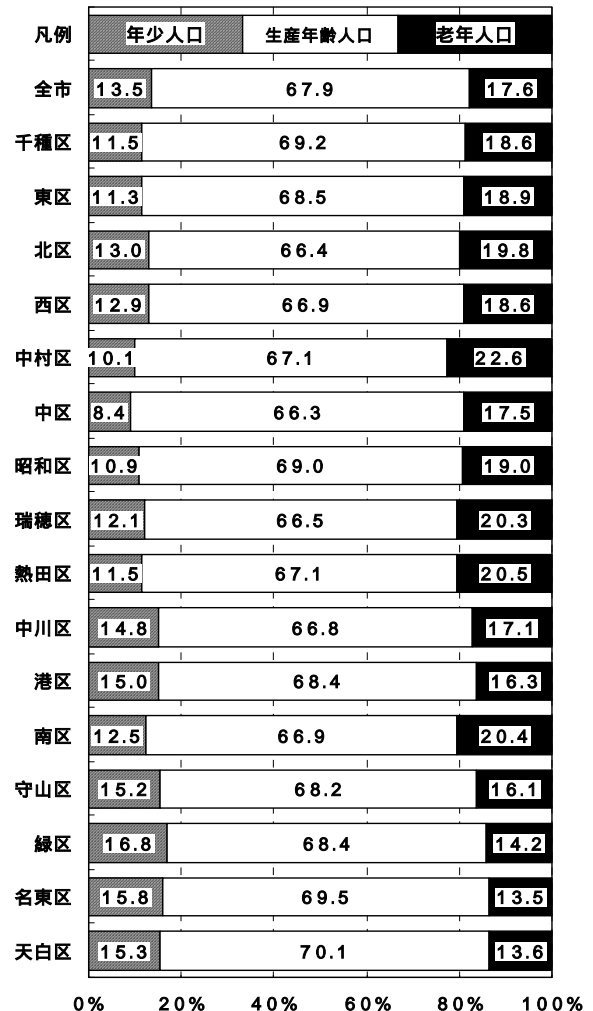 凡例 年少人口 生産年齢人口 老年人口
全市 13.5 67.9 17.6
千種区 11.5 69.2 18.6
東区 11.3 68.5 18.9
北区 13.0 66.4 19.8
西区 12.9 66.9 18.6
中村区 10.1 67.1 22.6
中区 8.4 66.3 17.5
昭和区 10.9 69.0 19.0
瑞穂区 12.1 66.5 20.3
熱田区 11.5 67.1 20.5
中川区 14.8 66.8 17.1
港区 15.0 68.4 16.3
南区 12.5 66.9 20.4
守山区 15.2 68.2 16.1
緑区 16.8 68.4 14.2
名東区 15.8 69.5 13.5
天白区 15.3 70.1 13.6
0% 20% 40% 60% 80% 100%